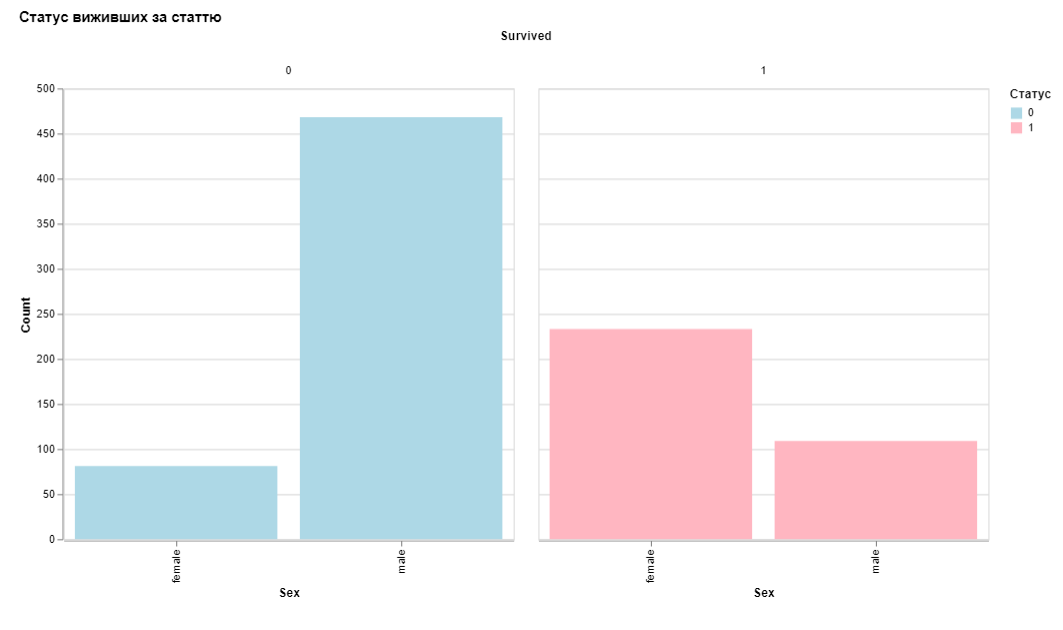 Статус виживших за статтю
Survived
0
1
500
450
400
350
300
250
200
150
100
50
0
Count
female
male
Sex
female
male
Sex
Статус
0
1